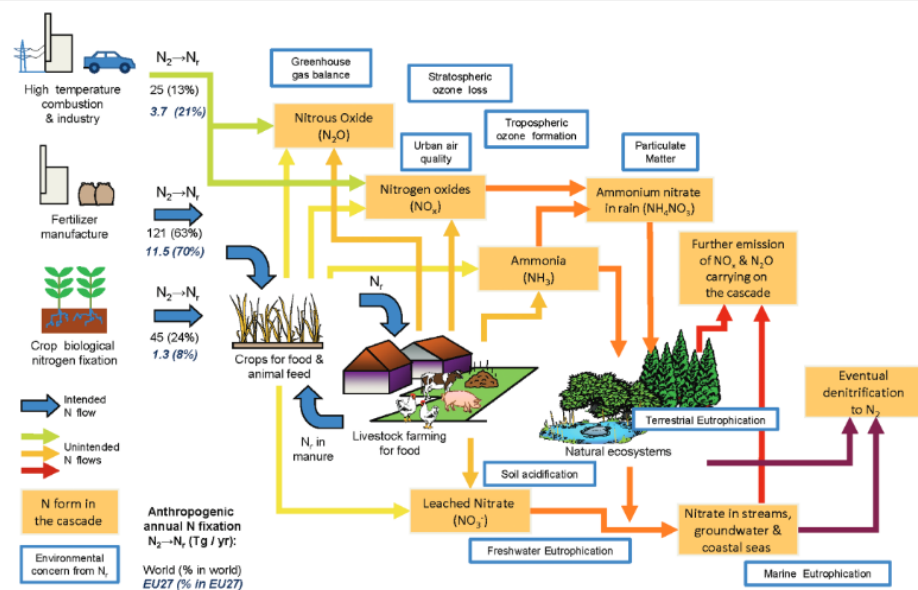 High temperature
combustion
& industry
N₂→Nᵣ
25 (13%)
3.7 (21%)
Fertilizer
manufacture
N₂→Nᵣ
121 (63%)
11.5 (70%)
Crop biological
nitrogen fixation
N₂→Nᵣ
45 (24%)
1.3 (8%)
Greenhouse
gas balance
Stratospheric
ozone loss
Tropospheric
ozone formation
Urban air
quality
Particulate
Matter
Nitrous Oxide
(N₂O)
Nitrogen oxides
(NOₓ)
Ammonium nitrate
in rain (NH₄NO₃)
Ammonia
(NH₃)
Further emission
of NOₓ & N₂O
carrying on
the cascade
Nᵣ
Crops for food &
animal feed
Nᵣ in
manure
Livestock farming
for food
Natural ecosystems
Terrestrial Eutrophication
Eventual
denitrification
to N₂
Soil acidification
Leached Nitrate
(NO₃⁻)
Freshwater Eutrophication
Nitrate in streams,
groundwater &
coastal seas
Marine Eutrophication
Intended
N flow
Unintended
N flows
N form in
the cascade
Environmental
concern from Nᵣ
Anthropogenic
annual N fixation
N₂→Nᵣ (Tg / yr):
World (% in world)
EU27 (% in EU27)